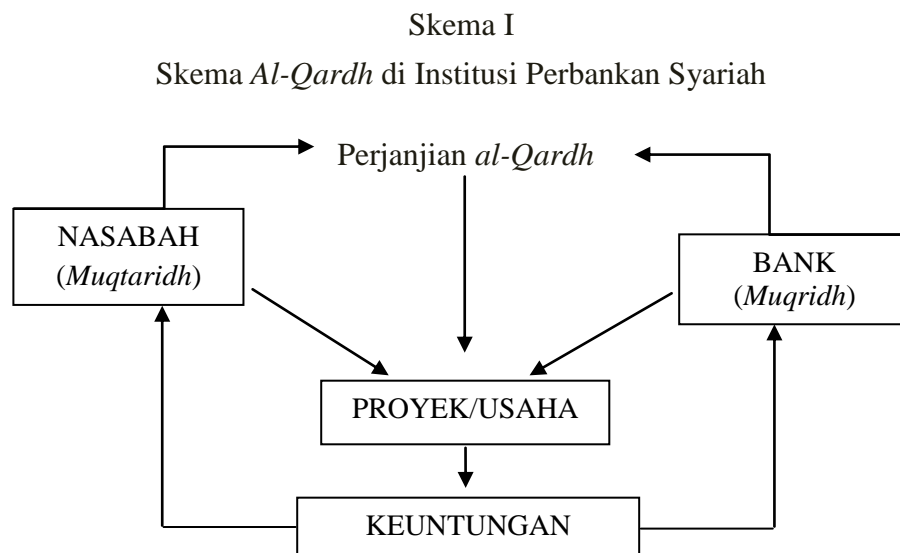 Skema I
Skema Al-Qardh di Institusi Perbankan Syariah
Perjanjian al-Qardh
NASABAH
(Muqtaridh)
BANK
(Muqridh)
PROYEK/USAHA
KEUNTUNGAN